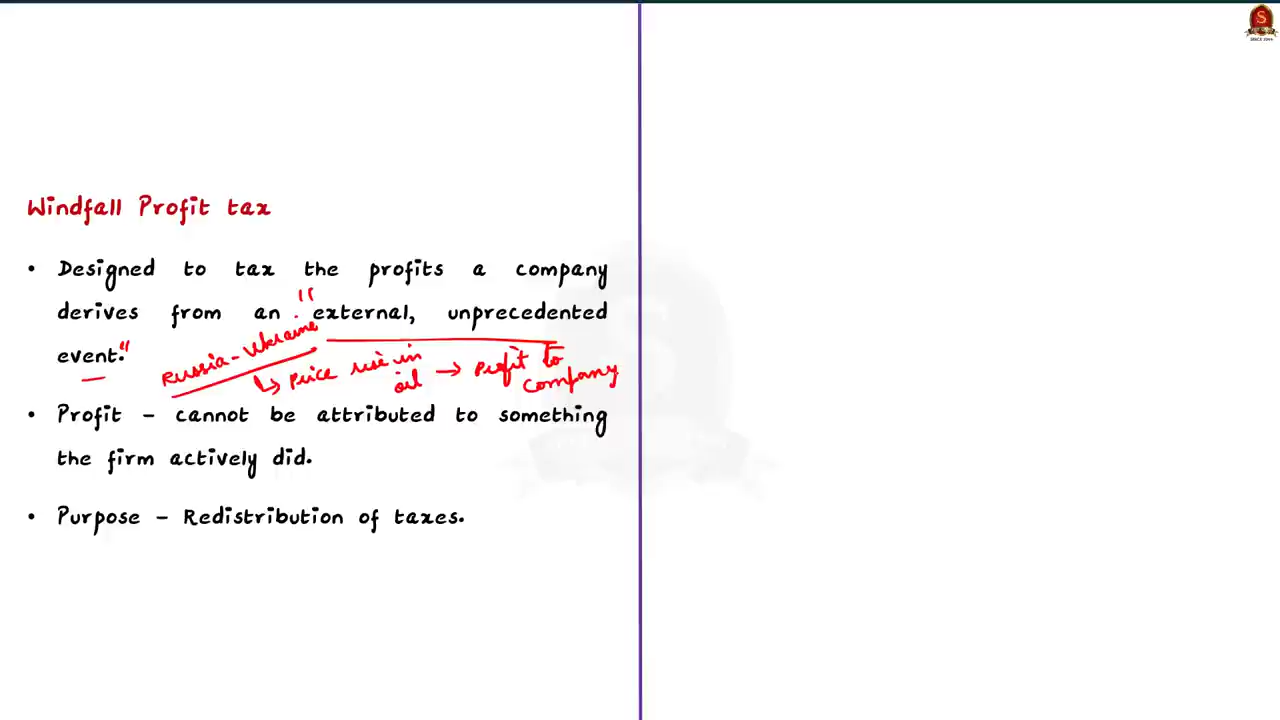 S
SINCE 2004
Windfall Profit tax
• Designed to tax the profits a company
derives from an "external, unprecedented
event."
Russia-Ukraine
↳ Price rise in oil → Profit to company
• Profit - cannot be attributed to something
the firm actively did.
• Purpose - Redistribution of taxes.